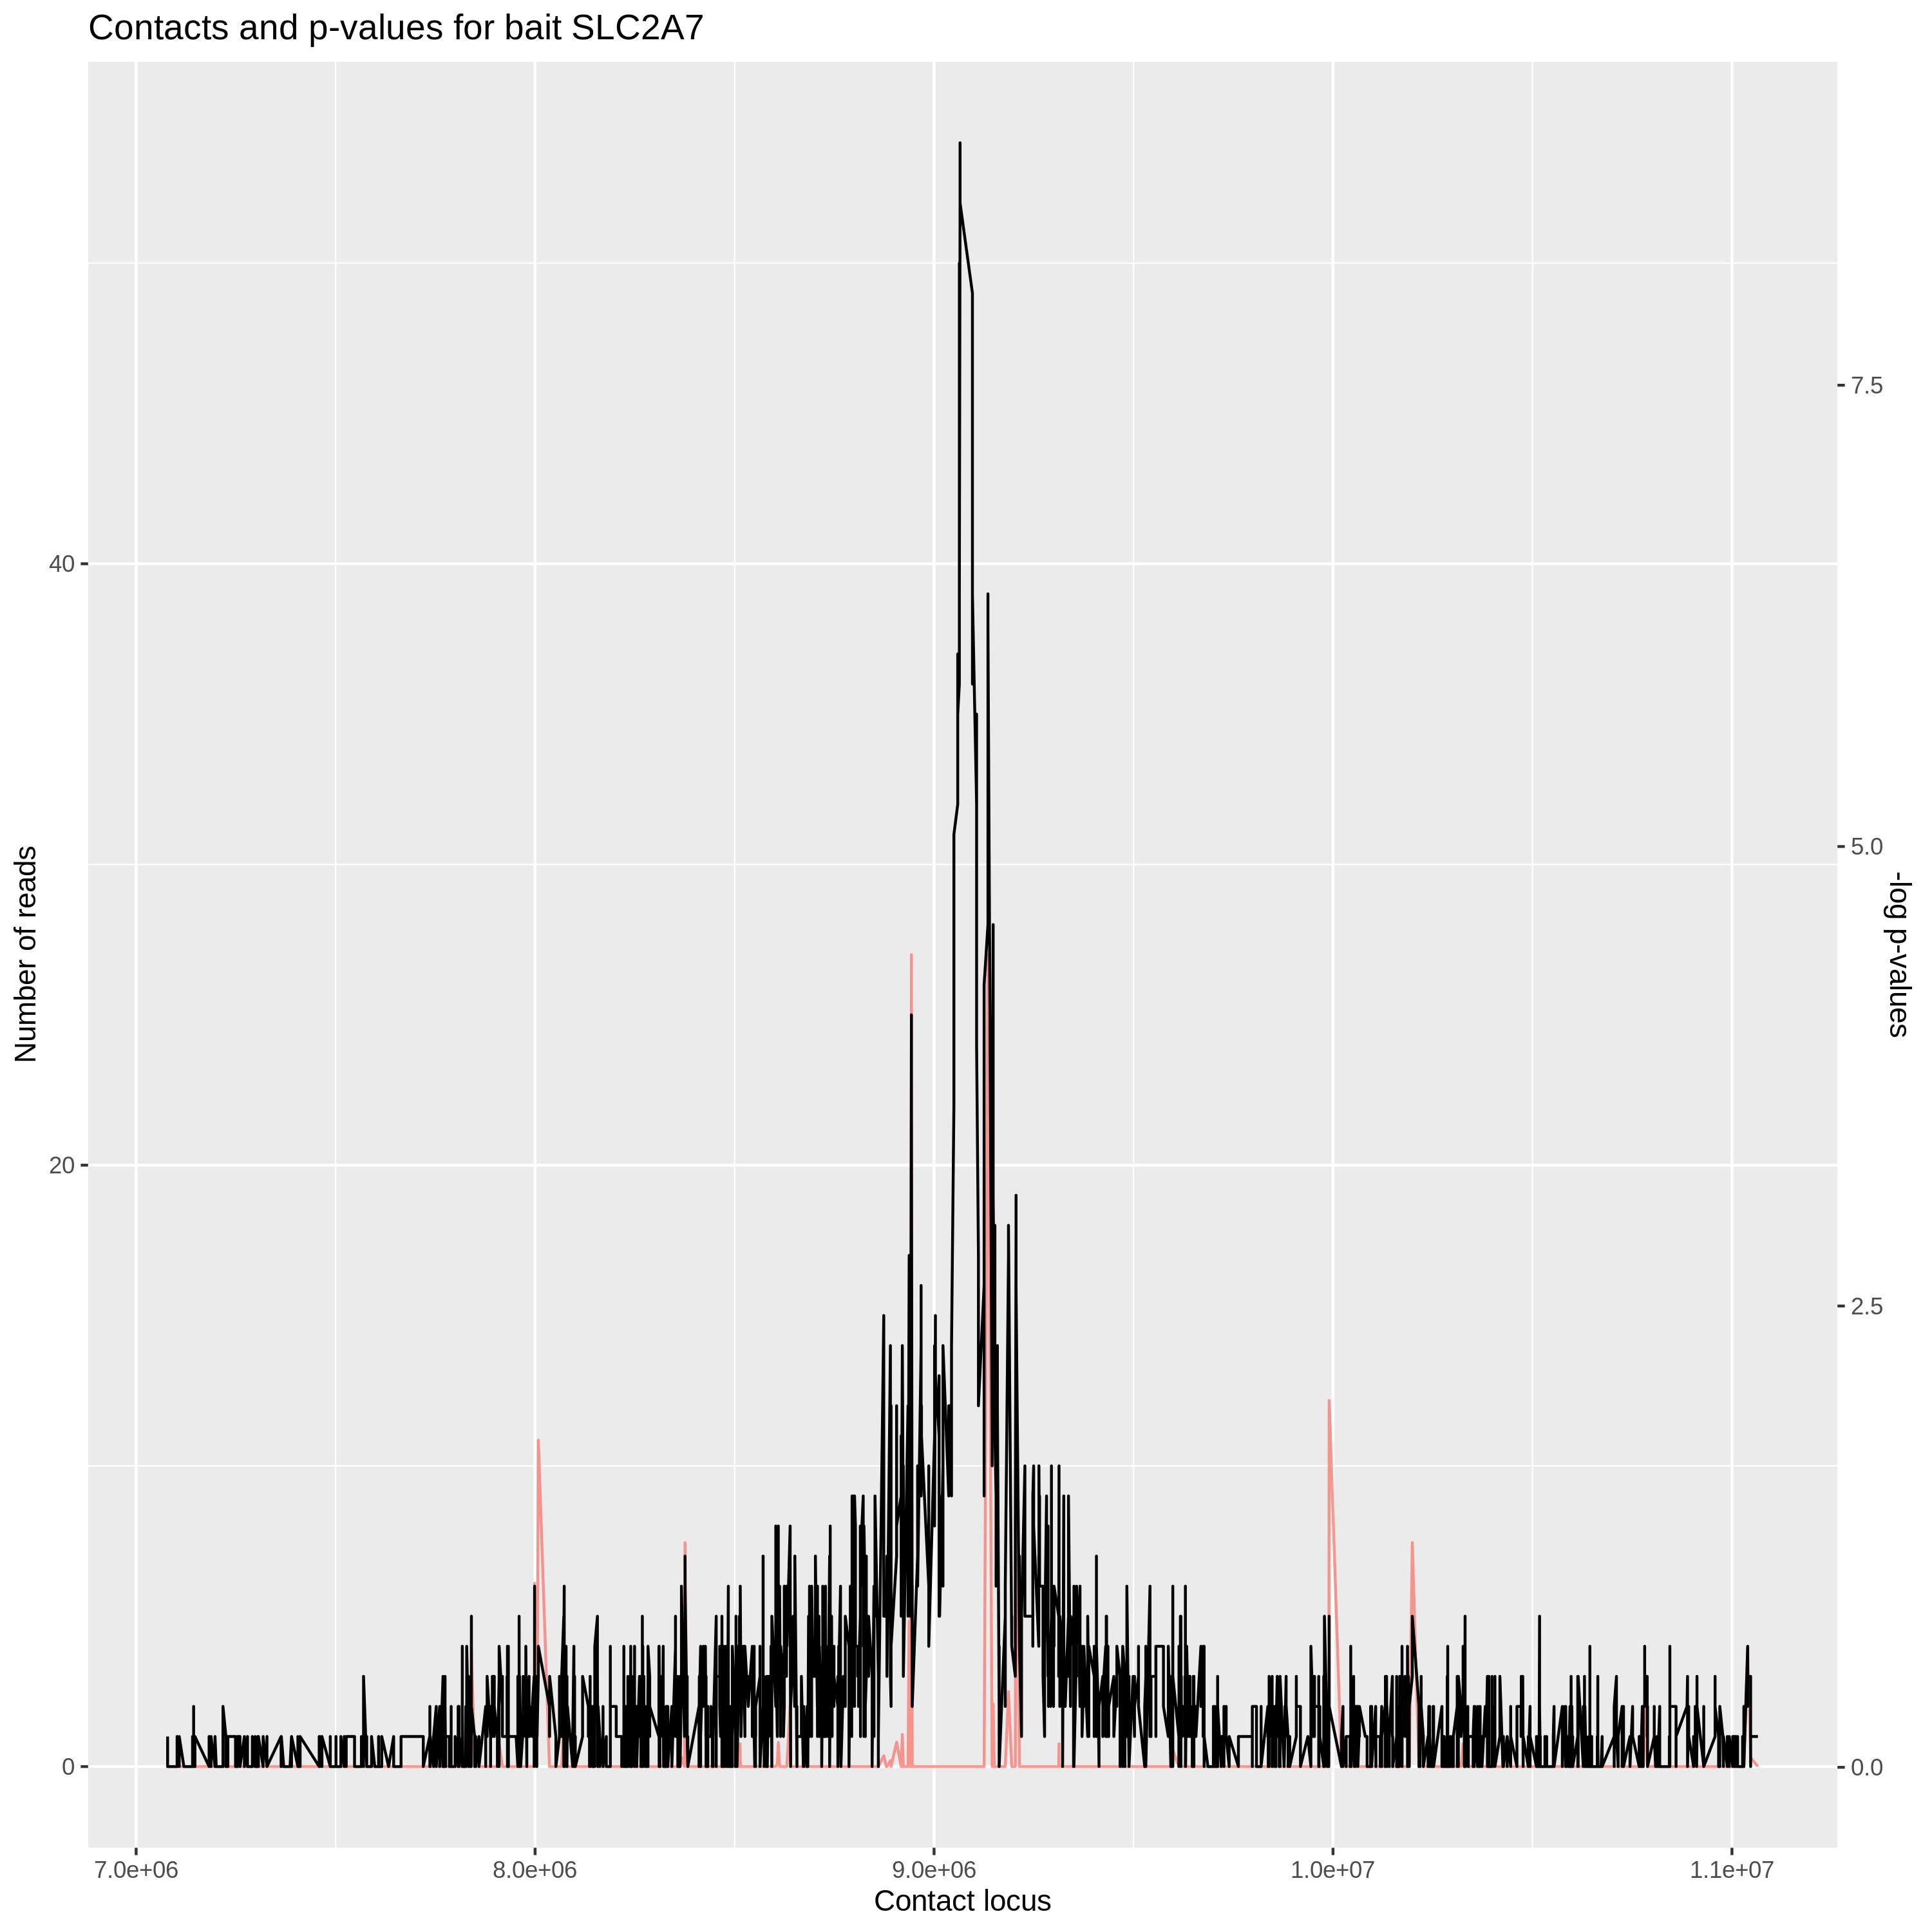 Contacts and p-values for bait SLC2A7
Number of reads
40
20
0
7.5
5.0
2.5
0.0
-log p-values
7.0e+06 8.0e+06 9.0e+06 1.0e+07 1.1e+07
Contact locus